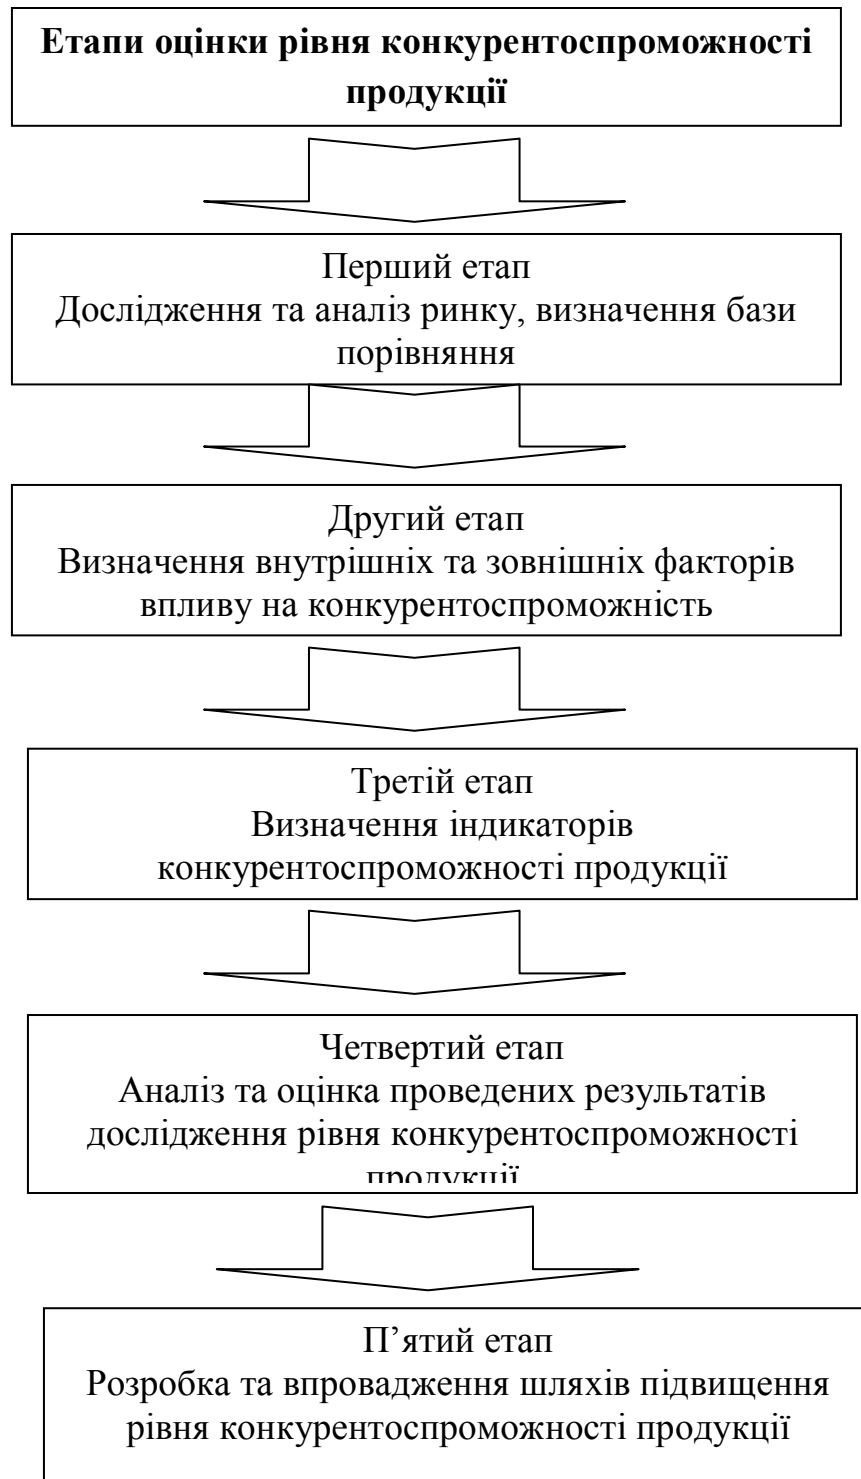 Етапи оцінки рівня конкурентоспроможності
продукції
Перший етап
Дослідження та аналіз ринку, визначення бази
порівняння
Другий етап
Визначення внутрішніх та зовнішніх факторів
впливу на конкурентоспроможність
Третій етап
Визначення індикаторів
конкурентоспроможності продукції
Четвертий етап
Аналіз та оцінка проведених результатів
дослідження рівня конкурентоспроможності
продукції
П’ятий етап
Розробка та впровадження шляхів підвищення
рівня конкурентоспроможності продукції